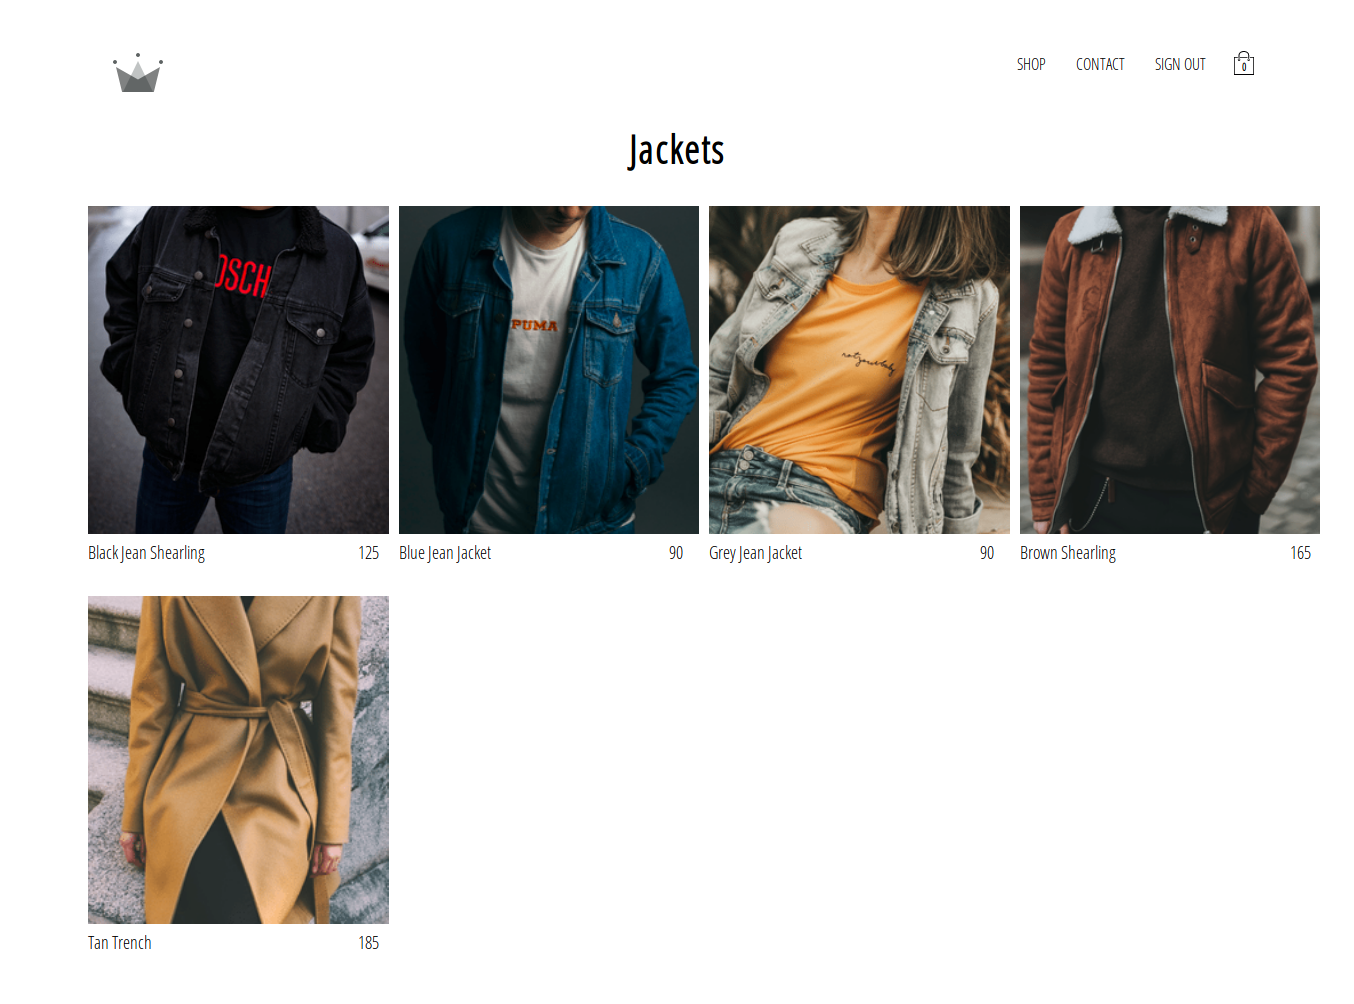 SHOP CONTACT SIGN OUT 0
Jackets
OSCH
PUMA
notyourbaby
Black Jean Shearling 125
Blue Jean Jacket 90
Grey Jean Jacket 90
Brown Shearling 165
Tan Trench 185